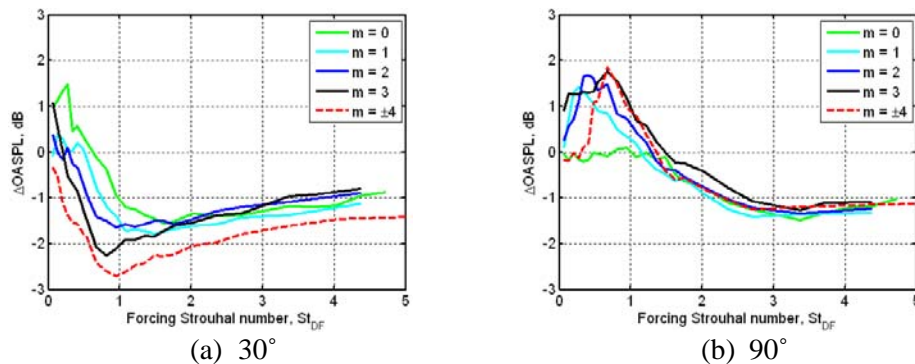 3
2
1
0
-1
-2
-3
ΔOASPL, dB
m = 0
m = 1
m = 2
m = 3
m = ±4
0 1 2 3 4 5
Forcing Strouhal number, St_DF
(a) 30˚
3
2
1
0
-1
-2
-3
ΔOASPL, dB
m = 0
m = 1
m = 2
m = 3
m = ±4
0 1 2 3 4 5
Forcing Strouhal number, St_DF
(b) 90˚